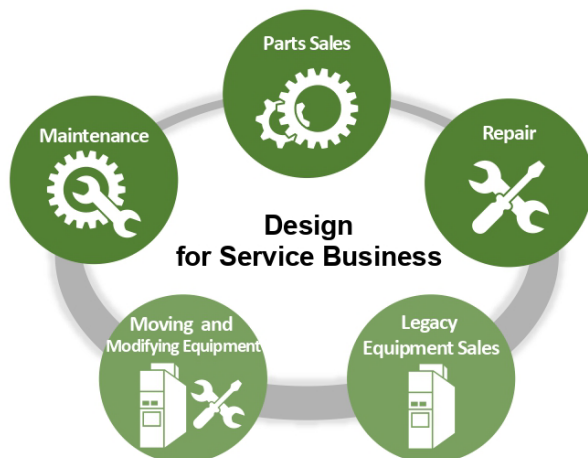 Parts Sales
Maintenance
Repair
Design
for Service Business
Moving and
Modifying Equipment
Legacy
Equipment Sales